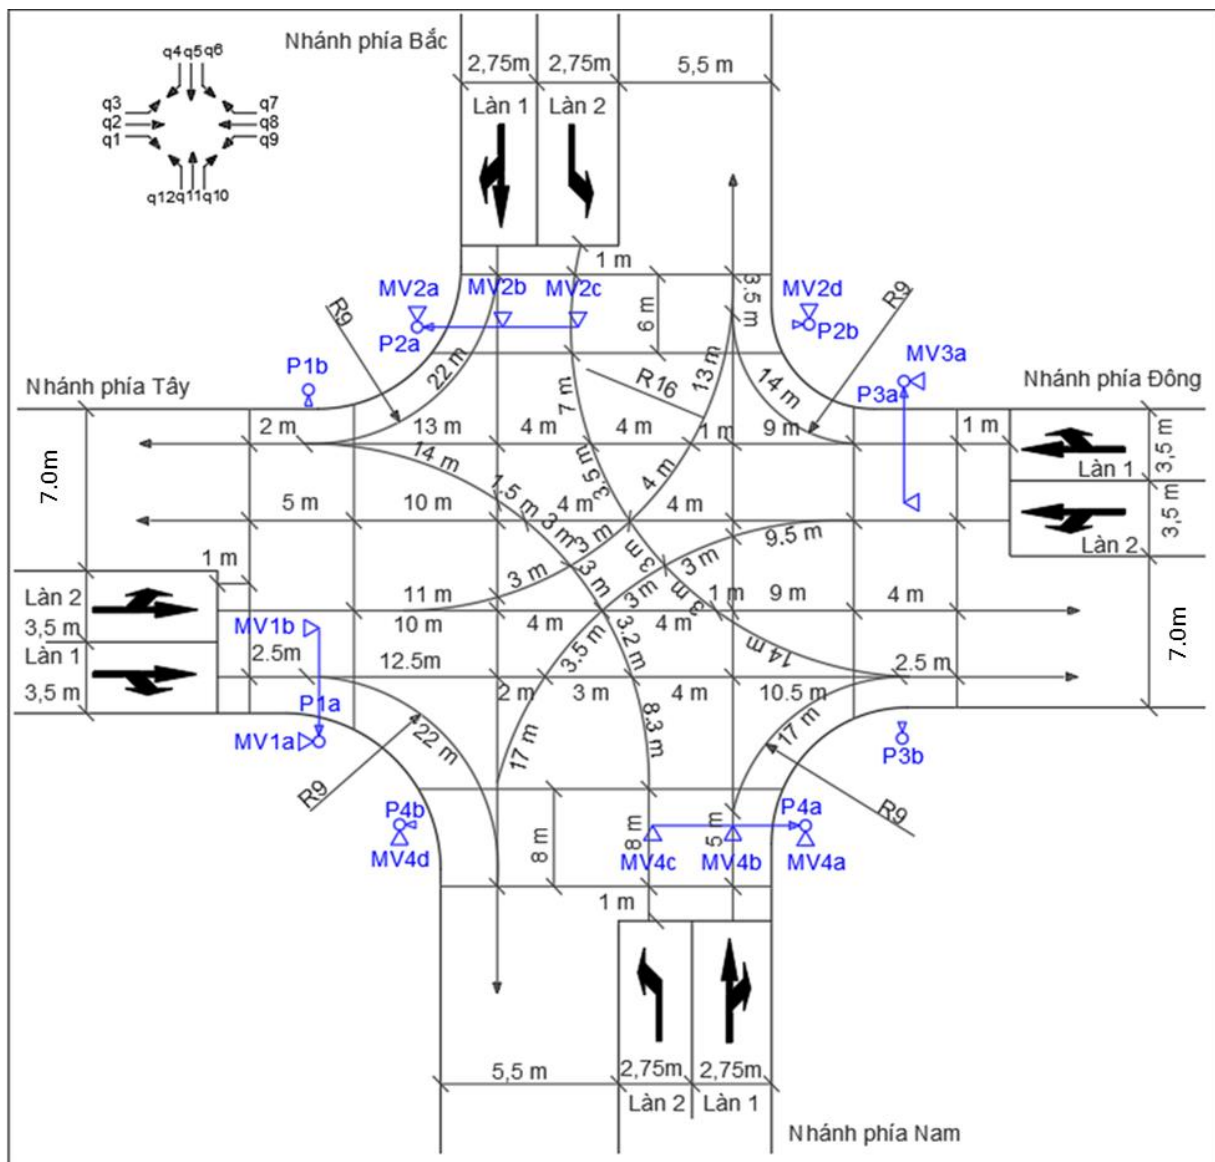 Nhánh phía Bắc
2,75m 2,75m 5,5 m
q4 q5 q6
q3 q7
q2 q8
q1 q9
q12 q11 q10
Làn 1 Làn 2
1 m
MV2a MV2b MV2c MV2d
P2a P2b
R9 R9
6 m
3.5 m
MV3a
P3a
P1b
Nhánh phía Tây
Nhánh phía Đông
22 m
7 m
R16
13 m
14 m
2 m 13 m 4 m 4 m 1 m 9 m 1 m
Làn 1
3,5 m
7.0m
14 m
1.5 m
3.5 m
4 m
5 m 10 m 4 m 4 m
3 m 3 m
9.5 m
Làn 2
3,5 m
1 m
3 m 3 m 3 m 3 m
Làn 2
3,5 m
11 m
3 m 3 m
1 m 9 m 4 m
MV1b
10 m 4 m 4 m
7.0m
Làn 1
3,5 m
2.5m 12.5m
3.5 m
3.2 m
14 m
2.5 m
P1a
2 m 3 m 4 m 10.5 m
MV1a
22 m
17 m
8.3 m
17 m
P3b
R9 R9
P4b P4a
8 m 8 m 5 m
MV4d MV4c MV4b MV4a
1 m
5,5 m 2,75m 2,75m
Làn 2 Làn 1
Nhánh phía Nam